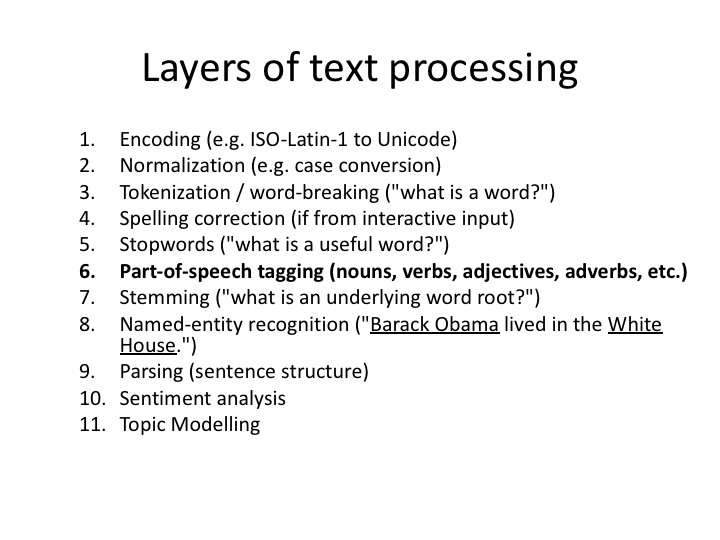 Layers of text processing
1. Encoding (e.g. ISO-Latin-1 to Unicode)
2. Normalization (e.g. case conversion)
3. Tokenization / word-breaking ("what is a word?")
4. Spelling correction (if from interactive input)
5. Stopwords ("what is a useful word?")
6. Part-of-speech tagging (nouns, verbs, adjectives, adverbs, etc.)
7. Stemming ("what is an underlying word root?")
8. Named-entity recognition ("Barack Obama lived in the White
House.")
9. Parsing (sentence structure)
10. Sentiment analysis
11. Topic Modelling